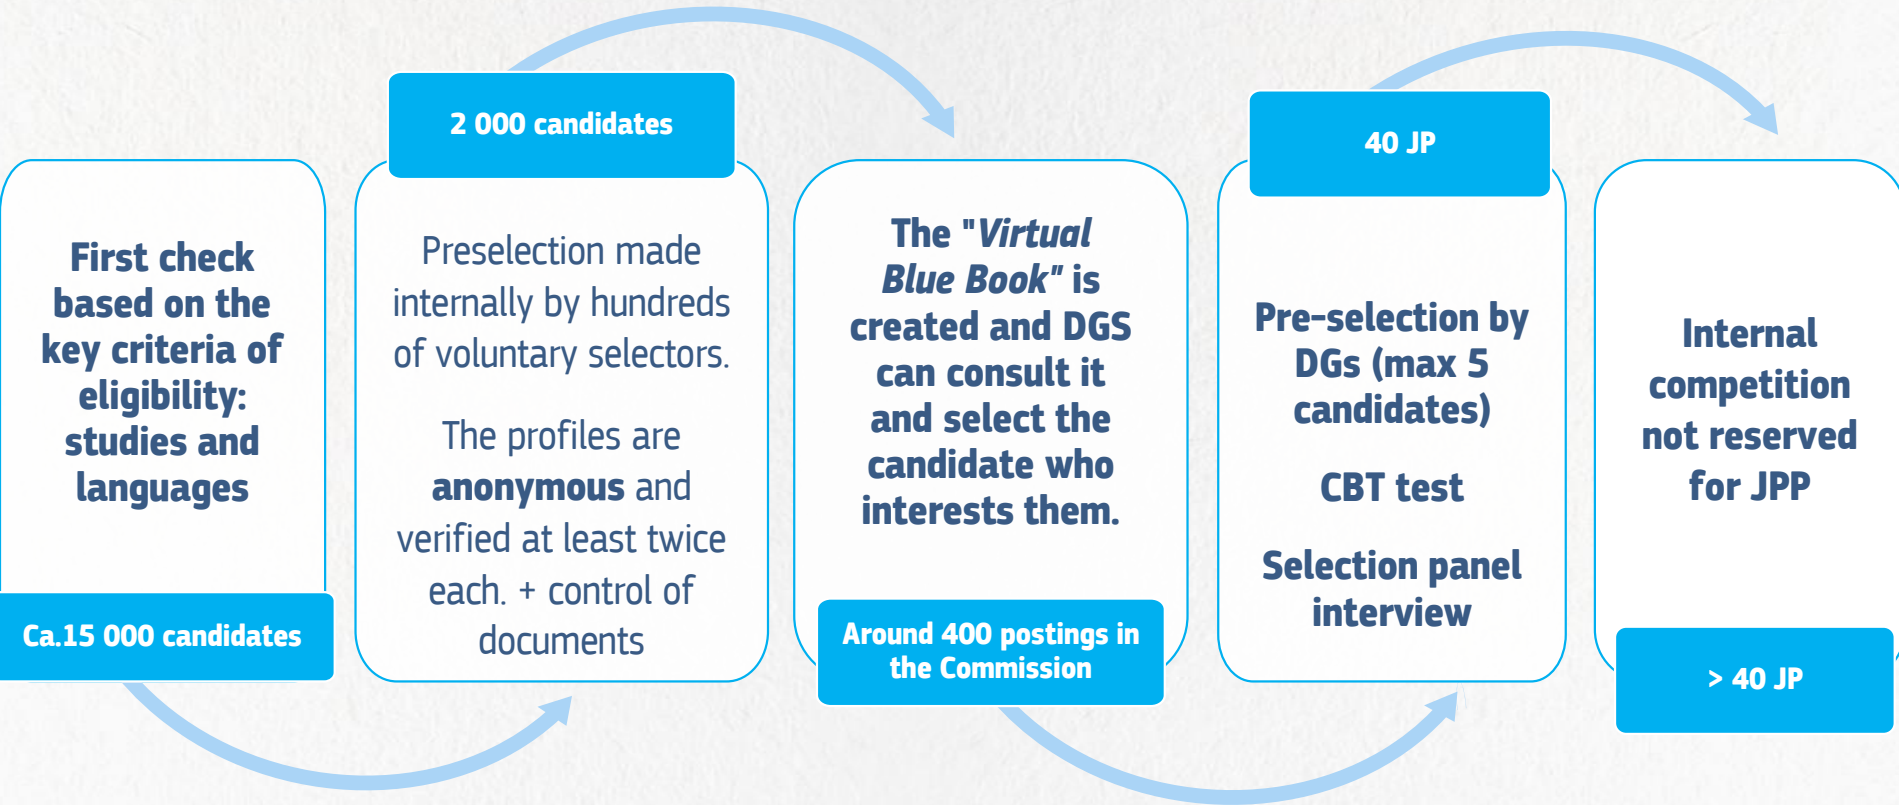 First check
based on the
key criteria of
eligibility:
studies and
languages
Ca.15 000 candidates
2 000 candidates
Preselection made
internally by hundreds
of voluntary selectors.
The profiles are
anonymous and
verified at least twice
each. + control of
documents
The "Virtual
Blue Book" is
created and DGS
can consult it
and select the
candidate who
interests them.
Around 400 postings in
the Commission
40 JP
Pre-selection by
DGs (max 5
candidates)
CBT test
Selection panel
interview
Internal
competition
not reserved
for JPP
> 40 JP